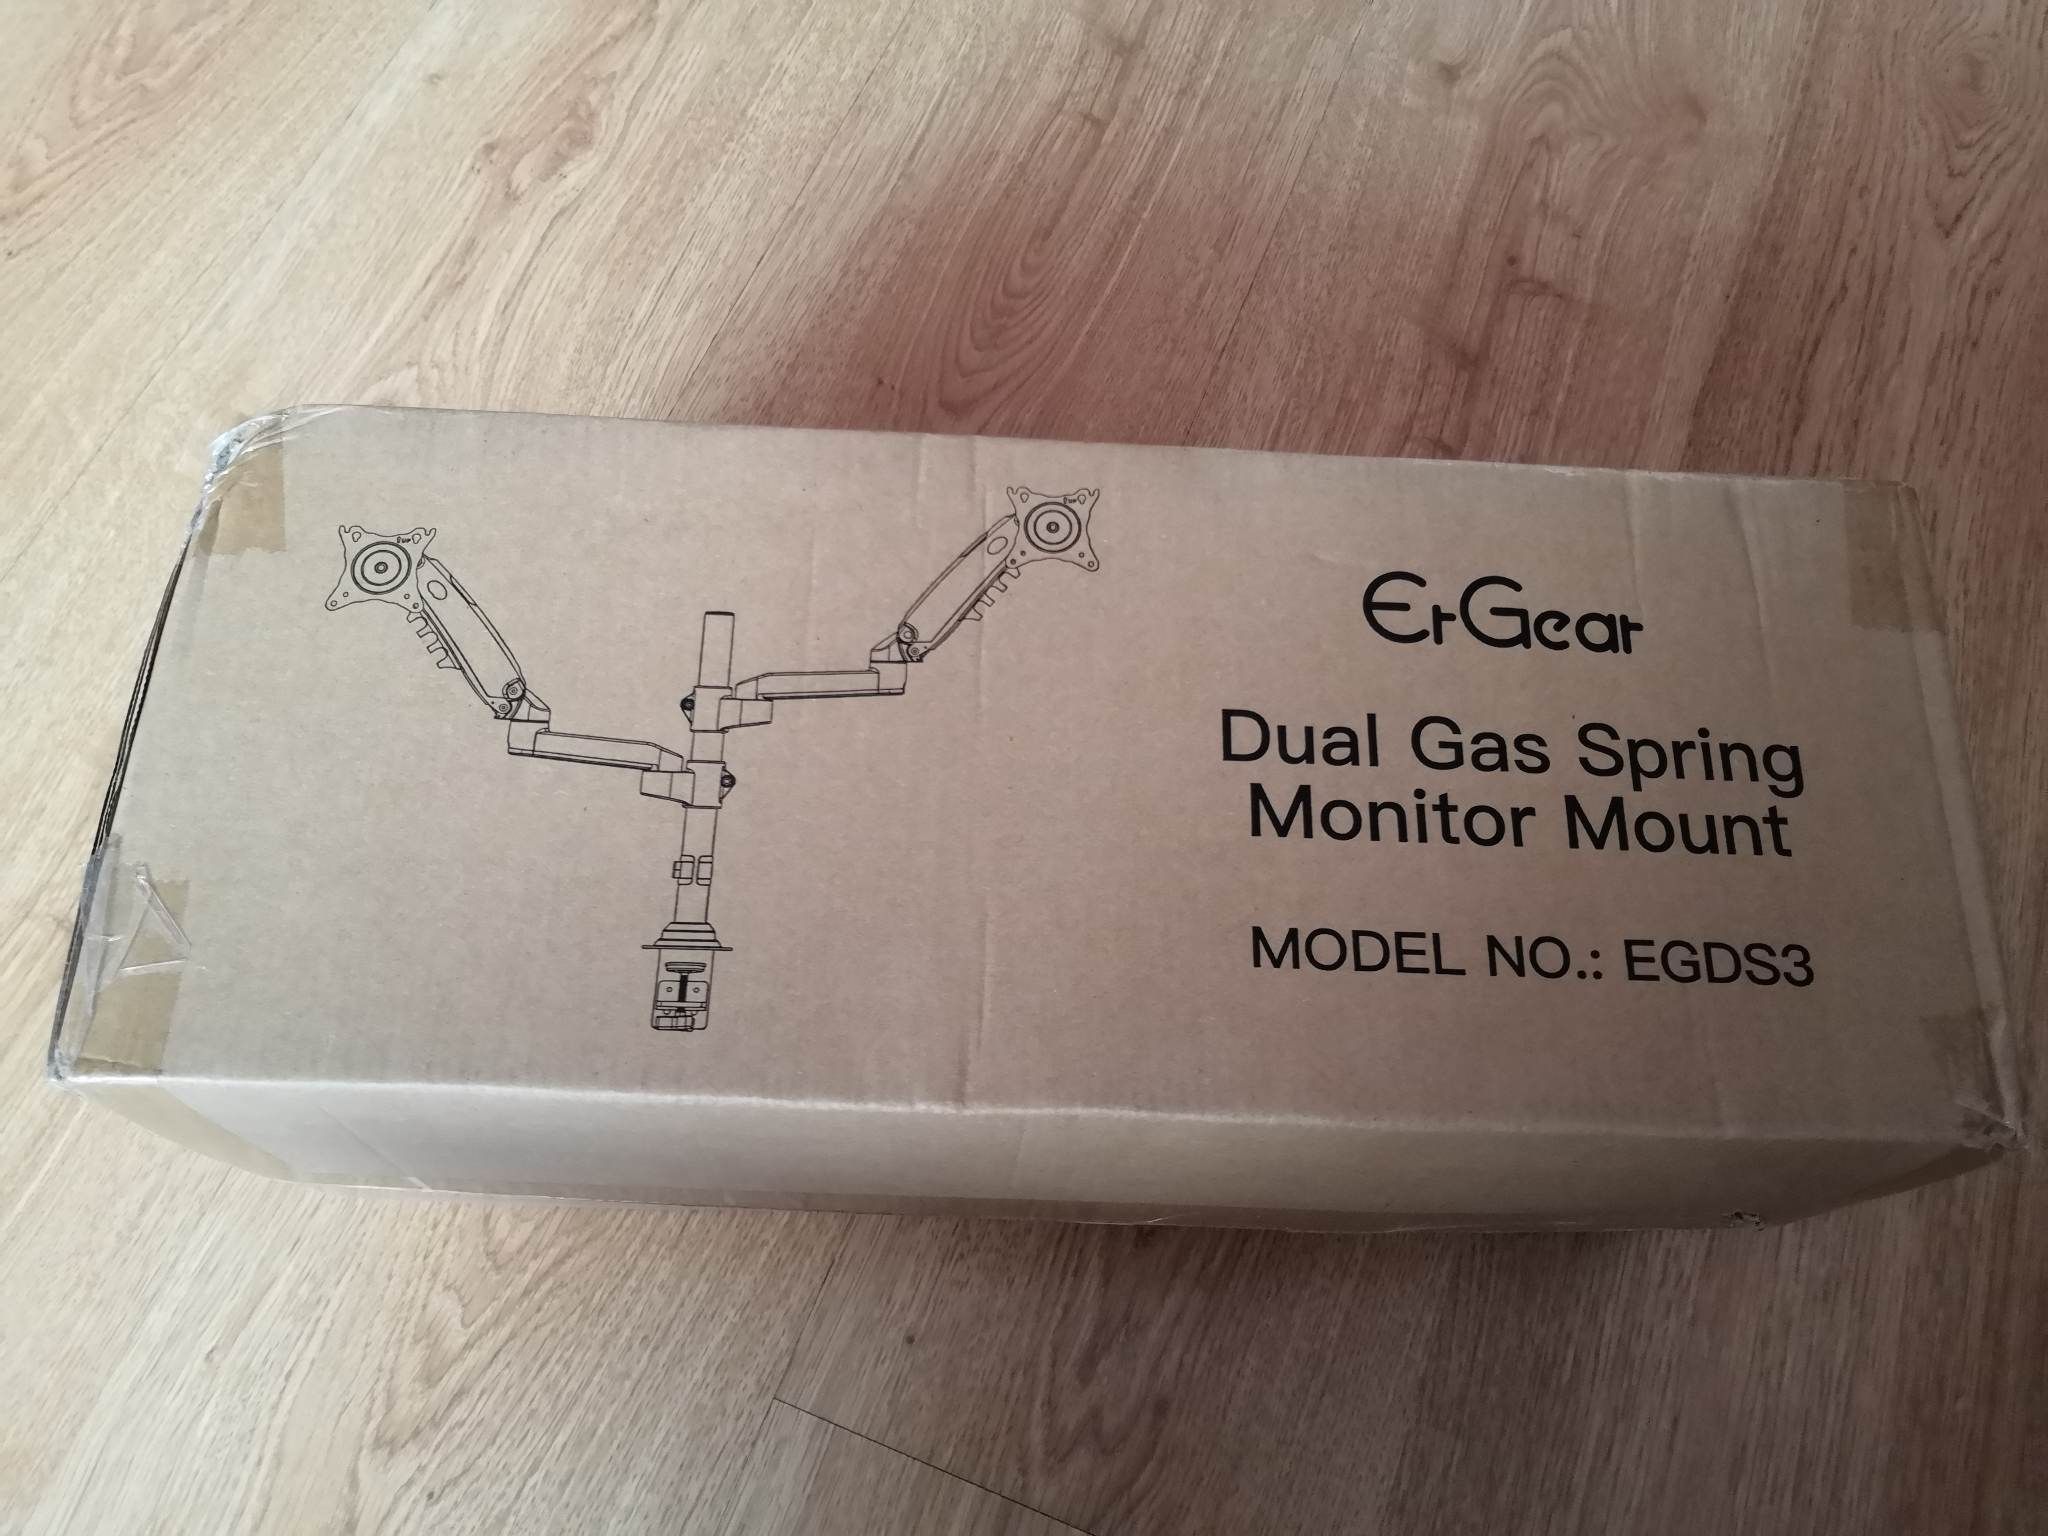 ErGear
Dual Gas Spring
Monitor Mount
MODEL NO.: EGDS3